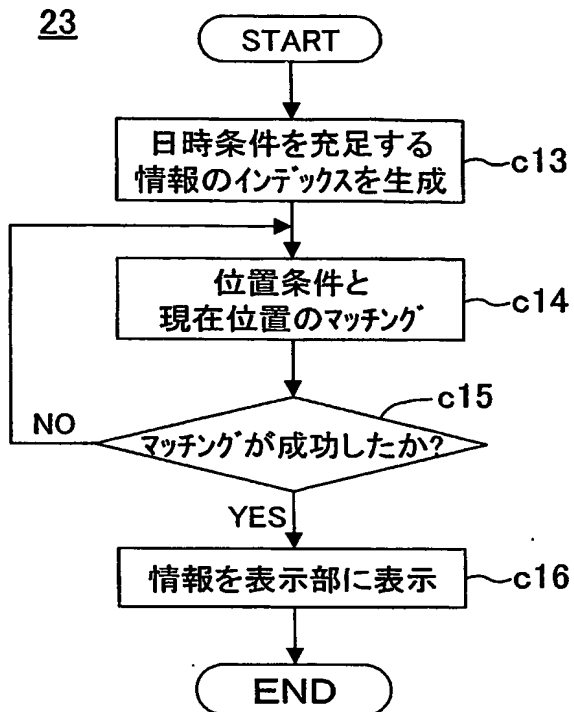 23
START
日時条件を充足する
情報のインデックスを生成
c13
位置条件と
現在位置のマッチング
c14
c15
マッチングが成功したか?
NO
YES
情報を表示部に表示
c16
END